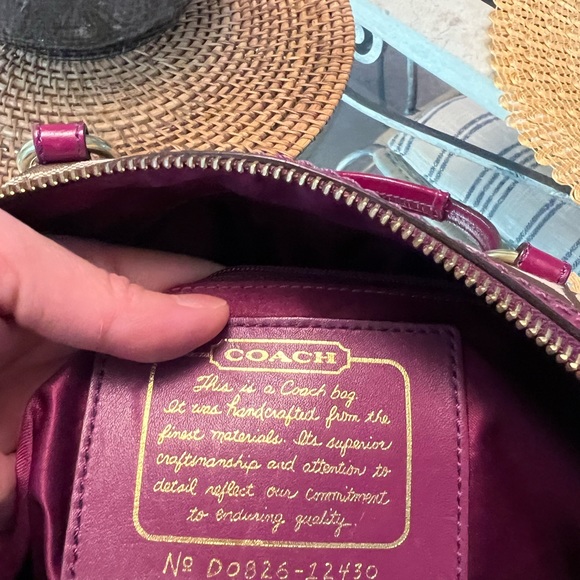 COACH
This is a Coach bag.
It was handcrafted from the
finest materials. Its superior
craftsmanship and attention to
detail reflect our commitment
to enduring quality.
No D0826-12430